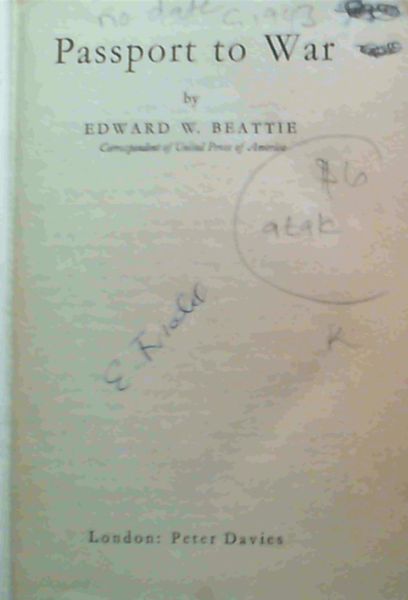 no date c. 1943
Passport to War
by
EDWARD W. BEATTIE
Correspondent of United Press of America
$6
atak
K
E.
London: Peter Davies